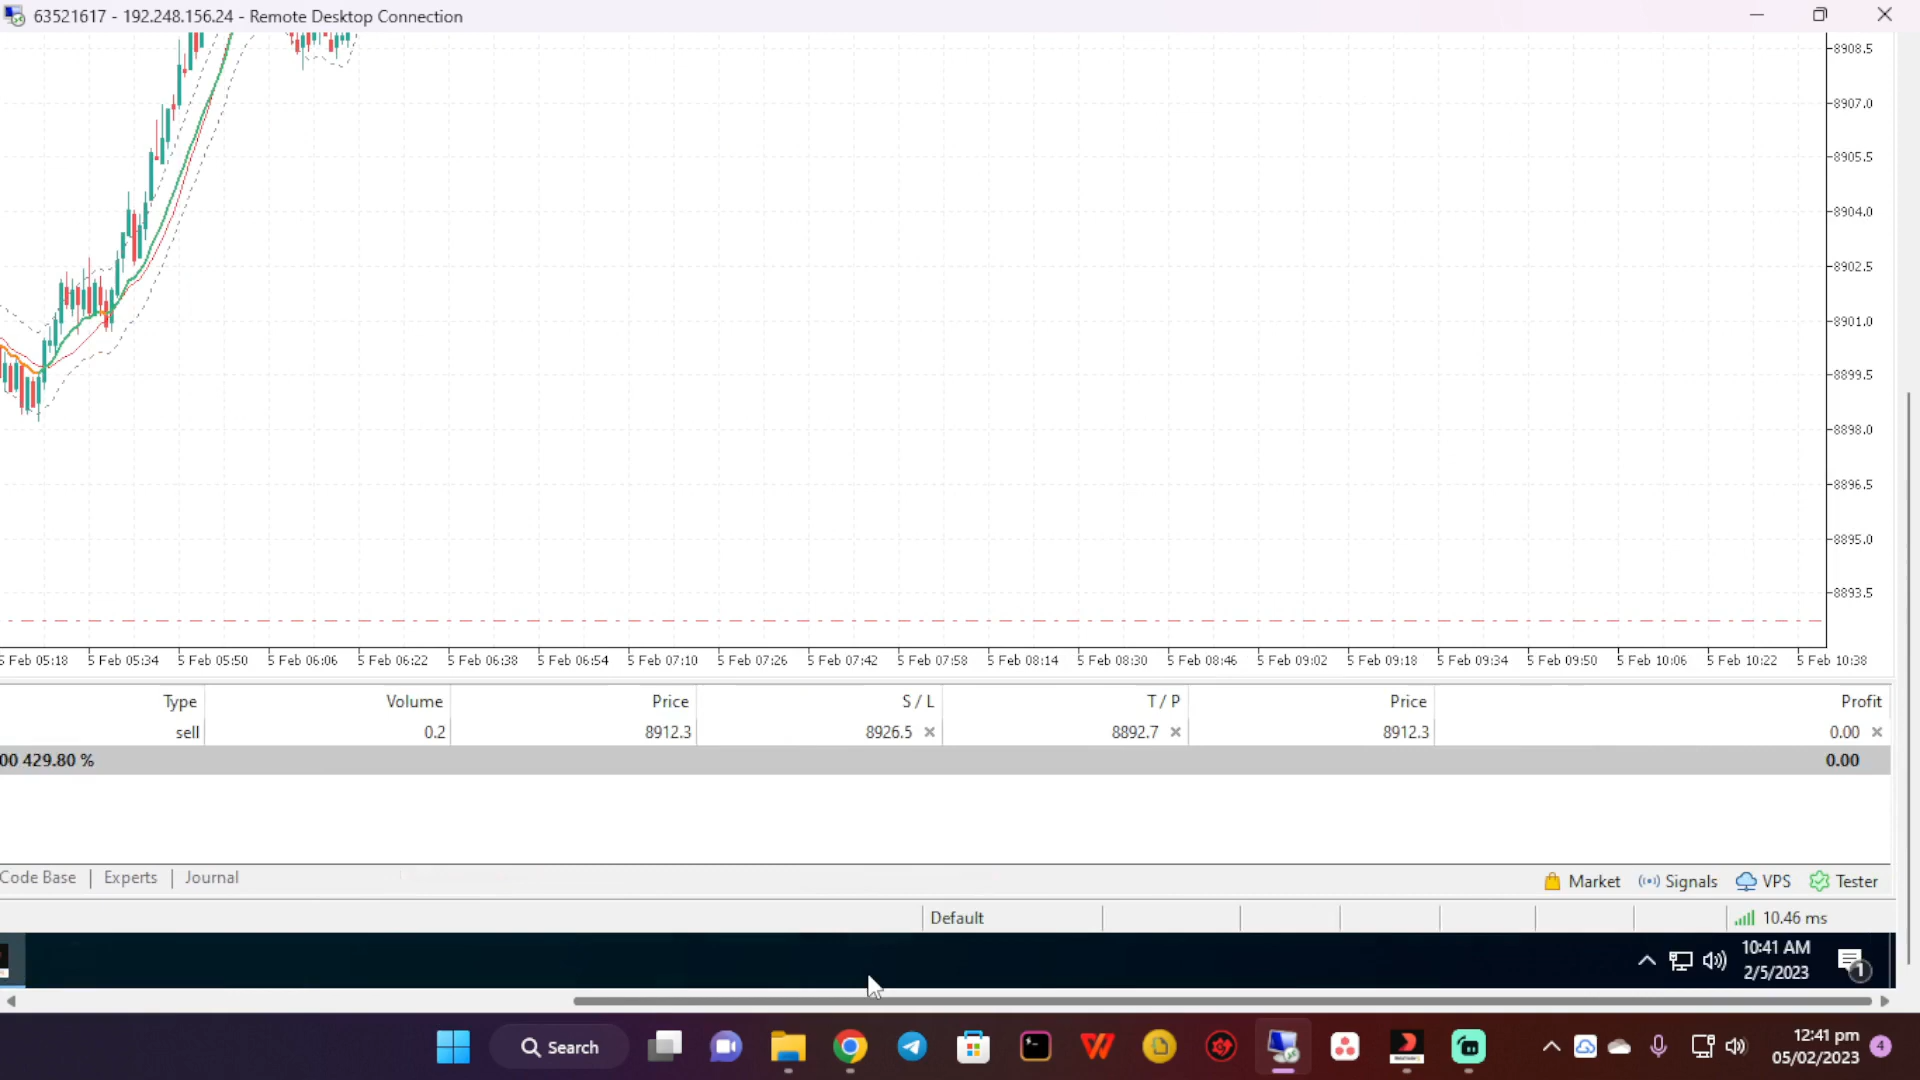 63521617 - 192.248.156.24 - Remote Desktop Connection
8908.5
8907.0
8905.5
8904.0
8902.5
8901.0
8899.5
8898.0
8896.5
8895.0
8893.5
5 Feb 05:18 5 Feb 05:34 5 Feb 05:50 5 Feb 06:06 5 Feb 06:22 5 Feb 06:38 5 Feb 06:54 5 Feb 07:10 5 Feb 07:26 5 Feb 07:42 5 Feb 07:58 5 Feb 08:14 5 Feb 08:30 5 Feb 08:46 5 Feb 09:02 5 Feb 09:18 5 Feb 09:34 5 Feb 09:50 5 Feb 10:06 5 Feb 10:22 5 Feb 10:38
Type Volume Price S / L T / P Price Profit
sell 0.2 8912.3 8926.5 8892.7 8912.3 0.00
00 429.80 % 0.00
Code Base | Experts | Journal Market Signals VPS Tester
Default 10.46 ms
10:41 AM
2/5/2023
1
Search
12:41 pm
05/02/2023
4